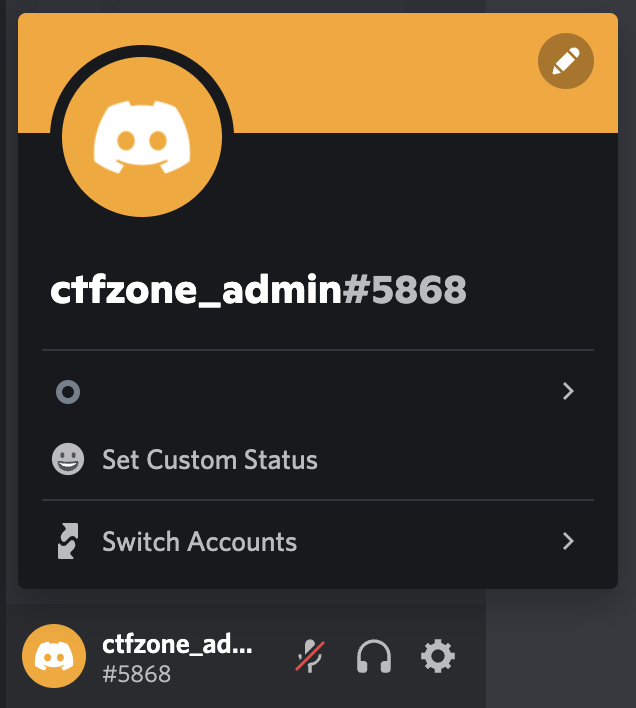 ctfzone_admin#5868
Set Custom Status
Switch Accounts
ctfzone_ad...
#5868